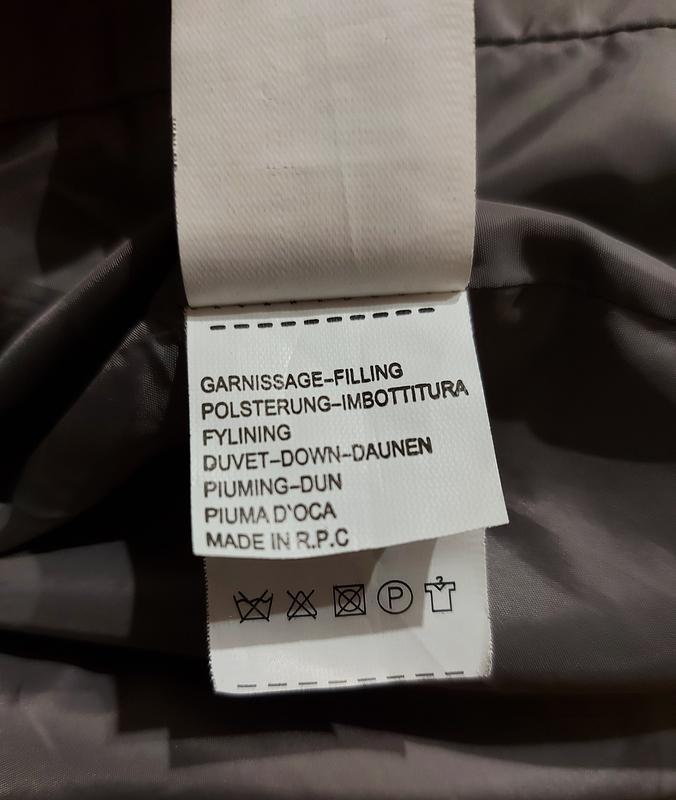 GARNISSAGE-FILLING
POLSTERUNG-IMBOTTITURA
FYLINING
DUVET-DOWN-DAUNEN
PIUMING-DUN
PIUMA D'OCA
MADE IN R.P.C
P